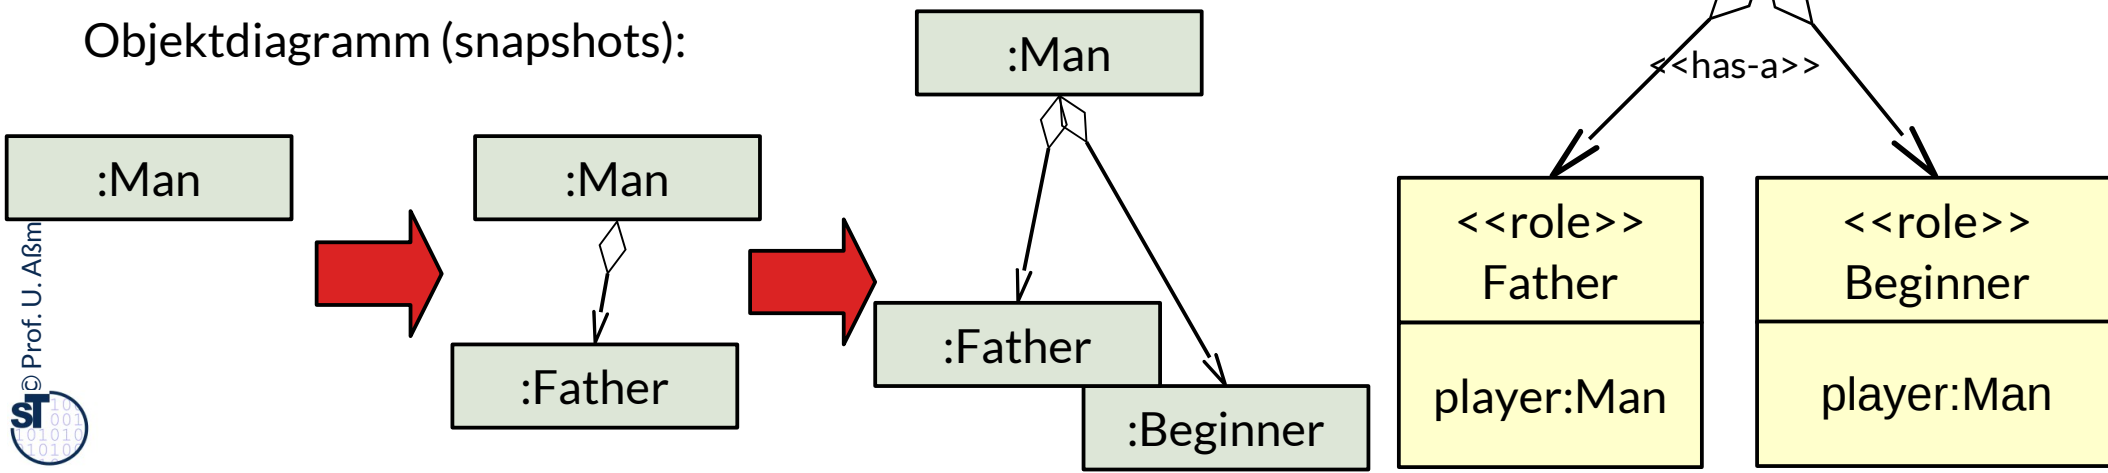 Objektdiagramm (snapshots):
:Man
:Man
:Father
:Man
:Father
:Beginner
<<has-a>>
<<role>>
Father
player:Man
<<role>>
Beginner
player:Man
© Prof. U. Aßm
ST